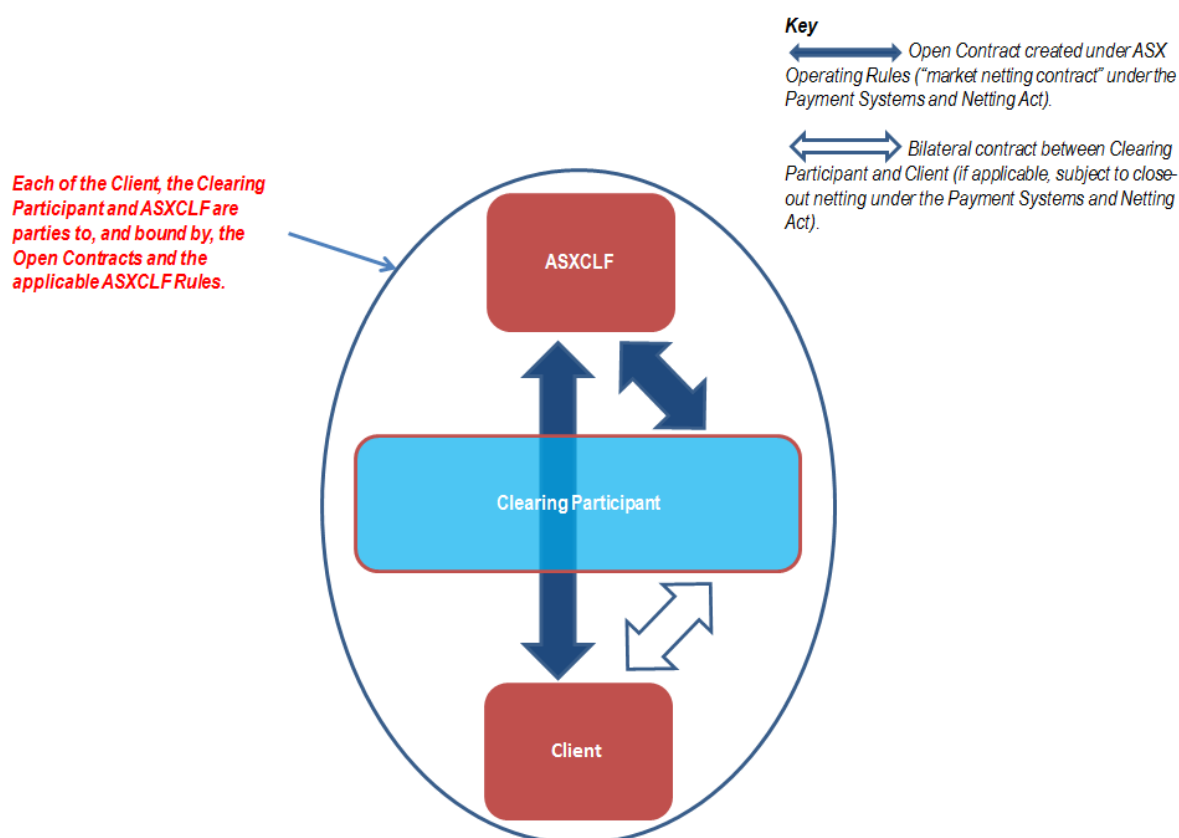 Key
Open Contract created under ASX
Operating Rules (“market netting contract” under the
Payment Systems and Netting Act).
Bilateral contract between Clearing
Participant and Client (if applicable, subject to close-
out netting under the Payment Systems and Netting
Act).
Each of the Client, the Clearing
Participant and ASXCLF are
parties to, and bound by, the
Open Contracts and the
applicable ASXCLF Rules.
ASXCLF
Clearing Participant
Client